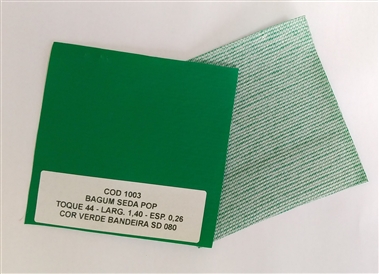 COD 1003
BAGUM SEDA POP
TOQUE 44 - LARG. 1,40 - ESP. 0,26
COR VERDE BANDEIRA SD 080